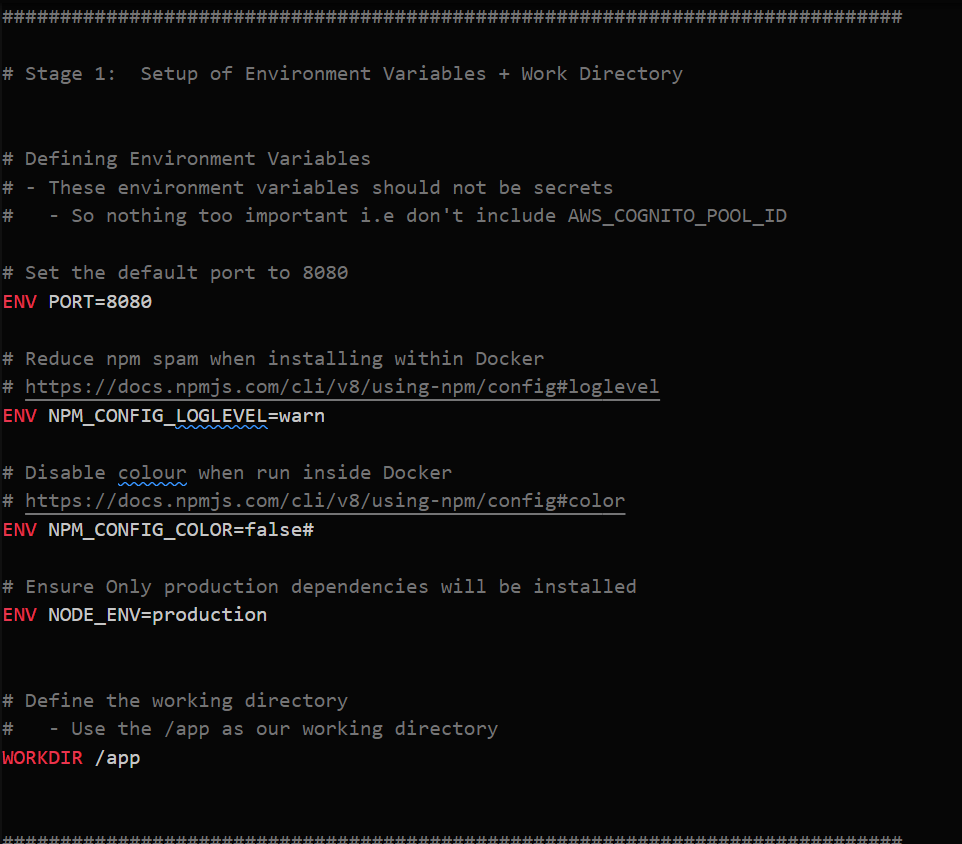 ##############################################################################
# Stage 1:  Setup of Environment Variables + Work Directory
# Defining Environment Variables
# - These environment variables should not be secrets
#   - So nothing too important i.e don't include AWS_COGNITO_POOL_ID
# Set the default port to 8080
ENV PORT=8080
# Reduce npm spam when installing within Docker
# https://docs.npmjs.com/cli/v8/using-npm/config#loglevel
ENV NPM_CONFIG_LOGLEVEL=warn
# Disable colour when run inside Docker
# https://docs.npmjs.com/cli/v8/using-npm/config#color
ENV NPM_CONFIG_COLOR=false#
# Ensure Only production dependencies will be installed
ENV NODE_ENV=production
# Define the working directory
#   - Use the /app as our working directory
WORKDIR /app
##############################################################################